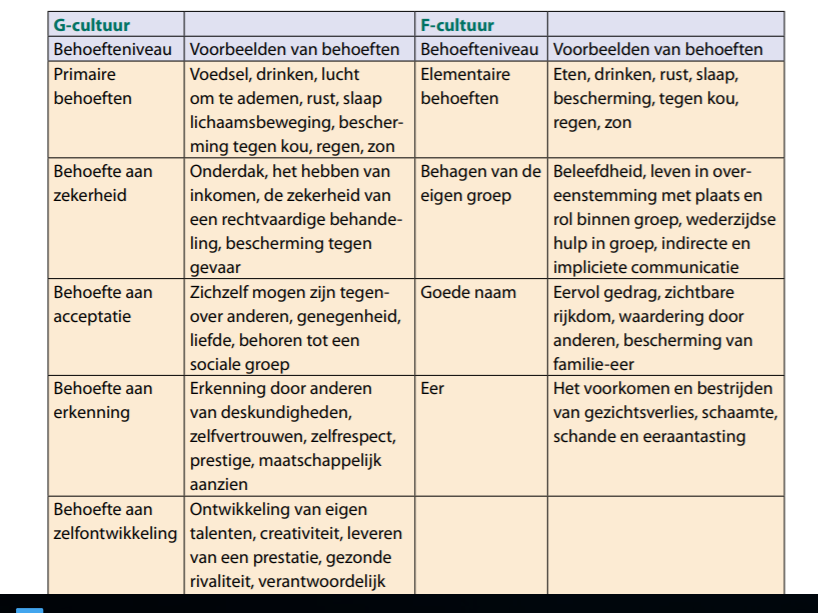 G-cultuur F-cultuur
Behoefteniveau Voorbeelden van behoeften Behoefteniveau Voorbeelden van behoeften
Primaire behoeften
Voedsel, drinken, lucht
om te ademen, rust, slaap
lichaamsbeweging, bescher-
ming tegen kou, regen, zon
Elementaire
behoeften
Eten, drinken, rust, slaap,
bescherming, tegen kou,
regen, zon
Behoefte aan
zekerheid
Onderdak, het hebben van
inkomen, de zekerheid van
een rechtvaardige behande-
ling, bescherming tegen
gevaar
Behagen van de
eigen groep
Beleefdheid, leven in over-
eenstemming met plaats en
rol binnen groep, wederzijdse
hulp in groep, indirecte en
impliciete communicatie
Behoefte aan
acceptatie
Zichzelf mogen zijn tegen-
over anderen, genegenheid,
liefde, behoren tot een
sociale groep
Goede naam
Eervol gedrag, zichtbare
rijkdom, waardering door
anderen, bescherming van
familie-eer
Behoefte aan
erkenning
Erkenning door anderen
van deskundigheden,
zelfvertrouwen, zelfrespect,
prestige, maatschappelijk
aanzien
Eer
Het voorkomen en bestrijden
van gezichtsverlies, schaamte,
schande en eeraantasting
Behoefte aan
zelfontwikkeling
Ontwikkeling van eigen
talenten, creativiteit, leveren
van een prestatie, gezonde
rivaliteit, verantwoordelijk